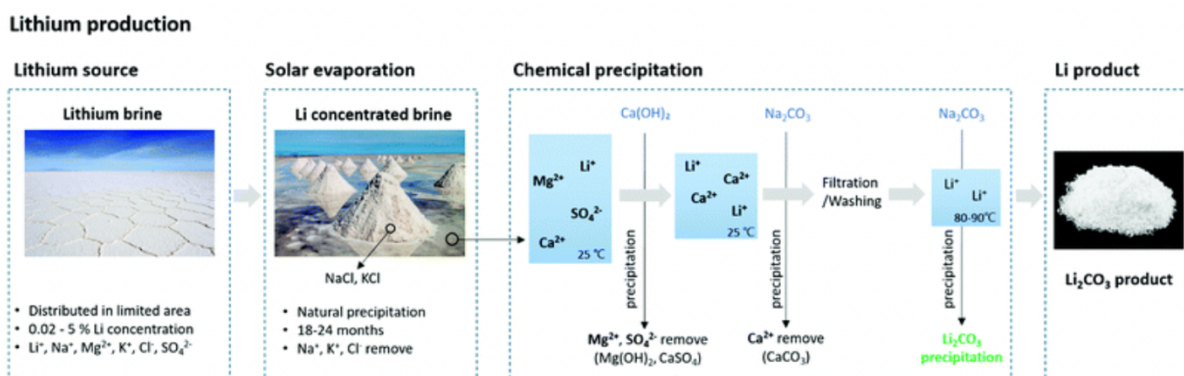 Lithium production
Lithium source
Lithium brine
• Distributed in limited area
• 0.02 - 5 % Li concentration
• Li⁺, Na⁺, Mg²⁺, K⁺, Cl⁻, SO₄²⁻
Solar evaporation
Li concentrated brine
NaCl, KCl
• Natural precipitation
• 18-24 months
• Na⁺, K⁺, Cl⁻ remove
Chemical precipitation
Ca(OH)₂
Na₂CO₃
Na₂CO₃
Li⁺
Mg²⁺
SO₄²⁻
Ca²⁺
25 ℃
Li⁺
Ca²⁺
Ca²⁺
Li⁺
25 ℃
Filtration
/Washing
Li⁺
Li⁺
80-90℃
precipitation
precipitation
precipitation
Mg²⁺, SO₄²⁻ remove
(Mg(OH)₂, CaSO₄)
Ca²⁺ remove
(CaCO₃)
Li₂CO₃
precipitation
Li product
Li₂CO₃ product